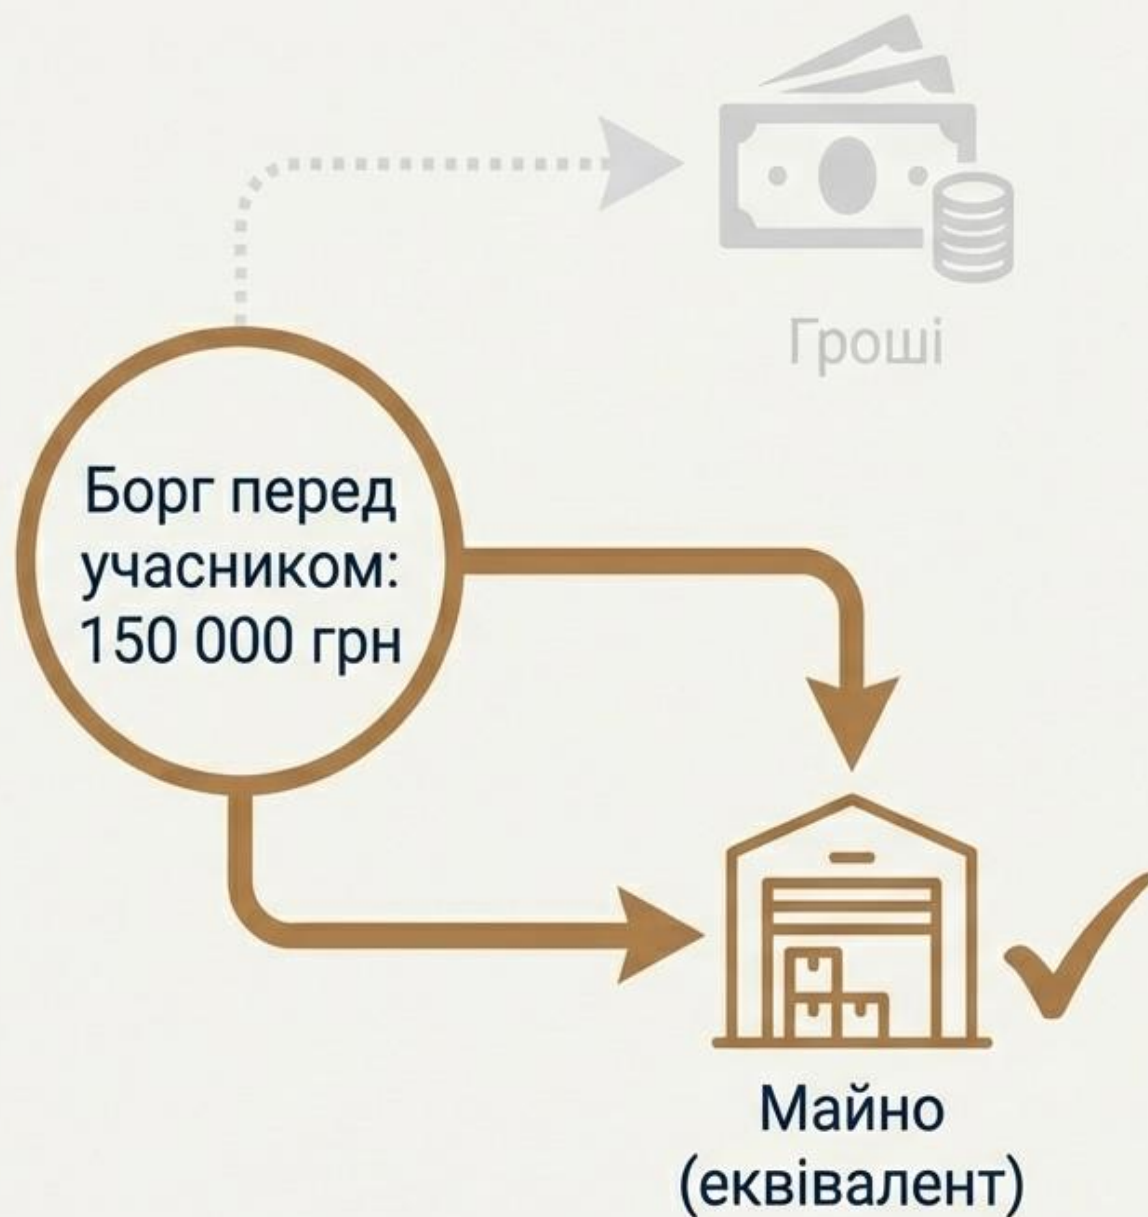 Гроші
Борг перед
учасником:
150 000 грн
Майно
(еквівалент)